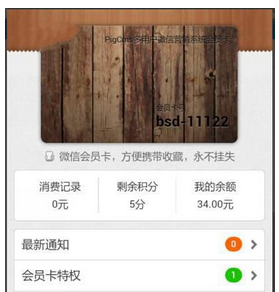 PigCms多用户微信营销系统会员卡
会员卡号
bsd-11122
微信会员卡，方便携带收藏，永不挂失
消费记录 剩余积分 我的余额
0元 5分 34.00元
最新通知 0
会员卡特权 1